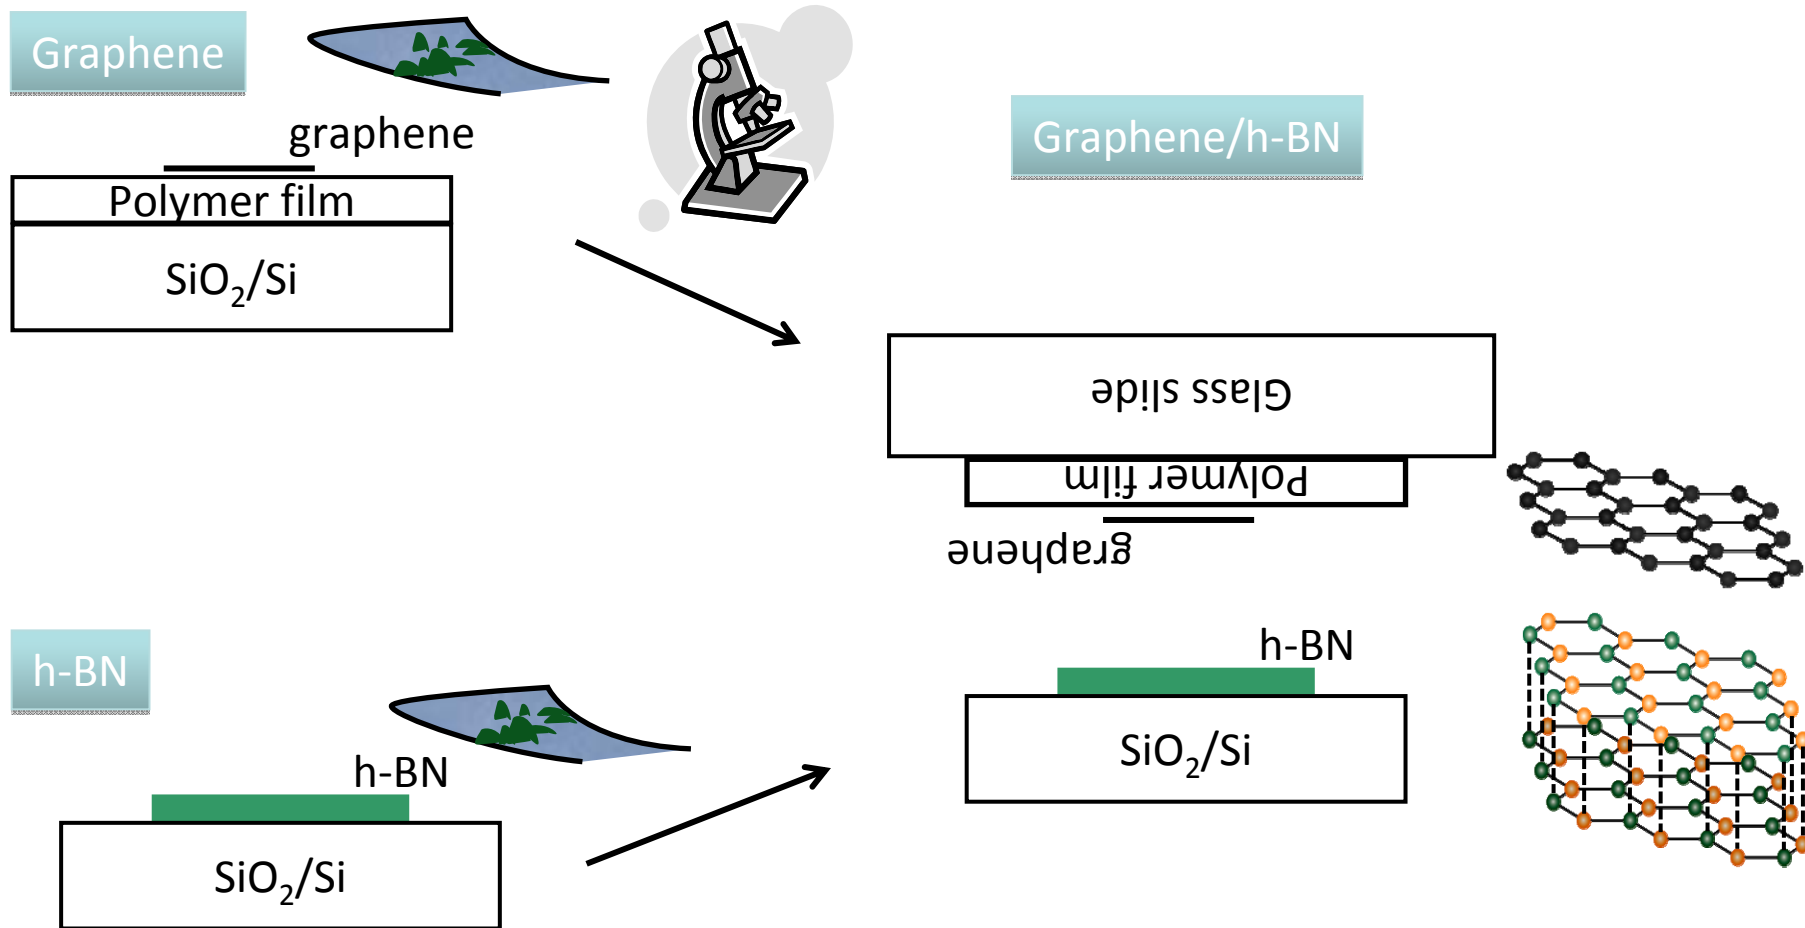 Graphene
graphene
Polymer film
SiO₂/Si
Graphene/h-BN
Glass slide
Polymer film
graphene
h-BN
SiO₂/Si
h-BN
h-BN
SiO₂/Si